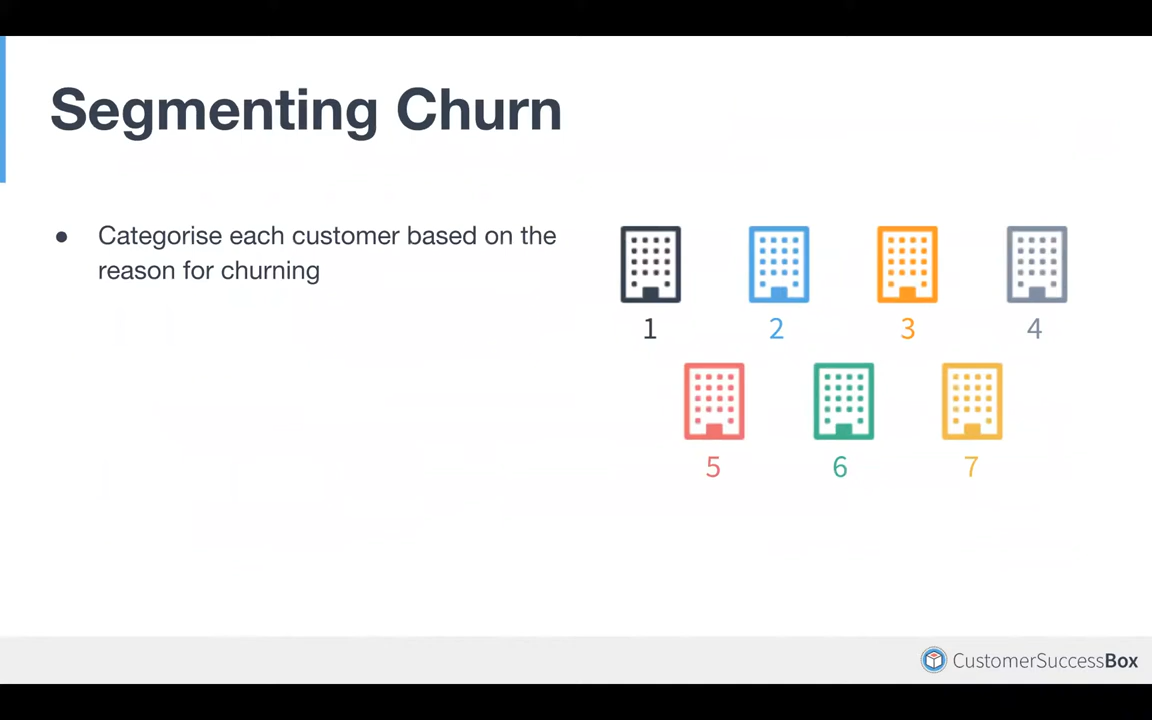 Segmenting Churn
● Categorise each customer based on the
reason for churning
1 2 3 4
5 6 7
CustomerSuccessBox